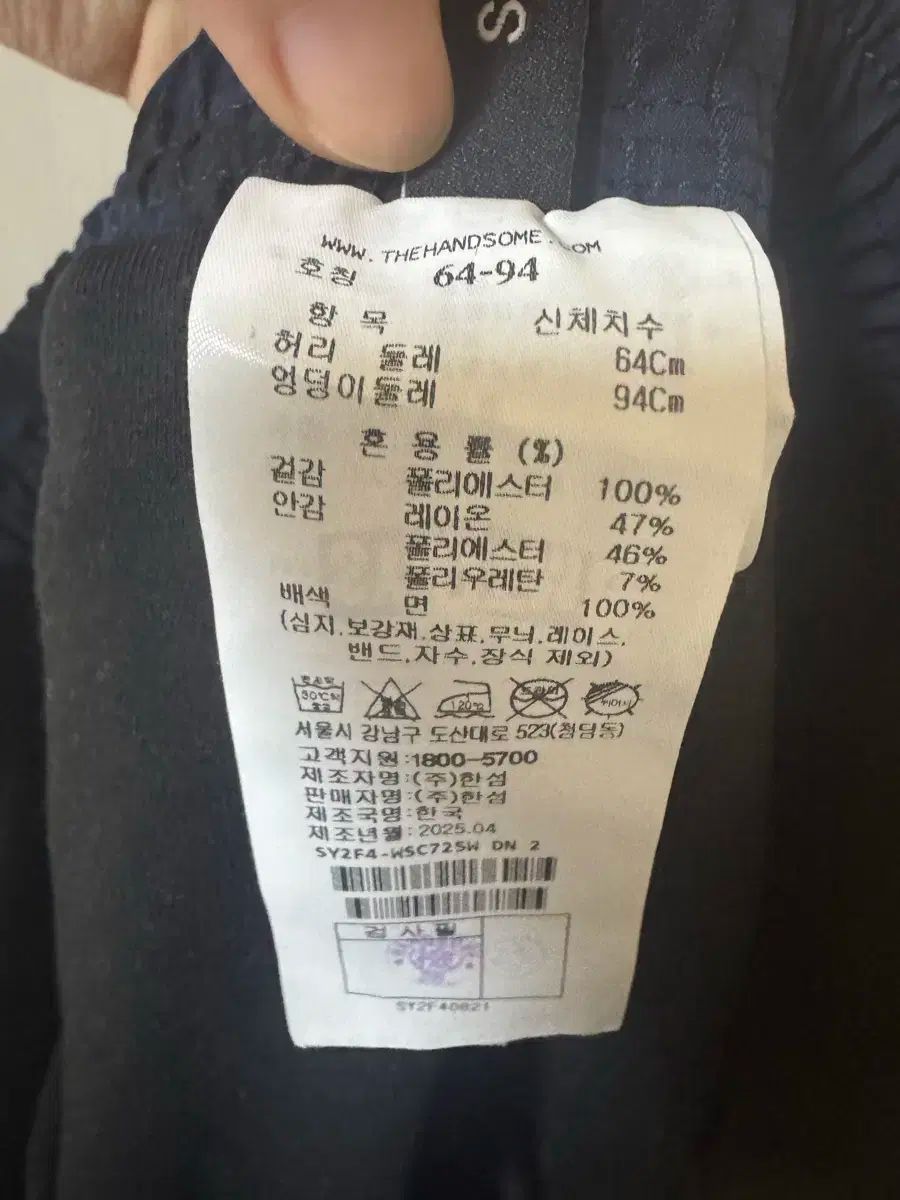 S
WWW.THEHANDSOME.COM
호칭 64-94
항 목 신체치수
허리 둘레 64Cm
엉덩이둘레 94Cm
혼 용 률 (%)
겉감 폴리에스터 100%
안감 레이온 47%
폴리에스터 46%
폴리우레탄 7%
배색 면 100%
(심지.보강재.상표.무늬.레이스.
밴드.자수.장식 제외)
30℃
120℃
드라이
서울시 강남구 도산대로 523(청담동)
고객지원:1800-5700
제조자명:(주)한섬
판매자명:(주)한섬
제조국명:한국
제조년월:2025.04
SY2F4-WSC725W DN 2
검 사 필
SY2F40821